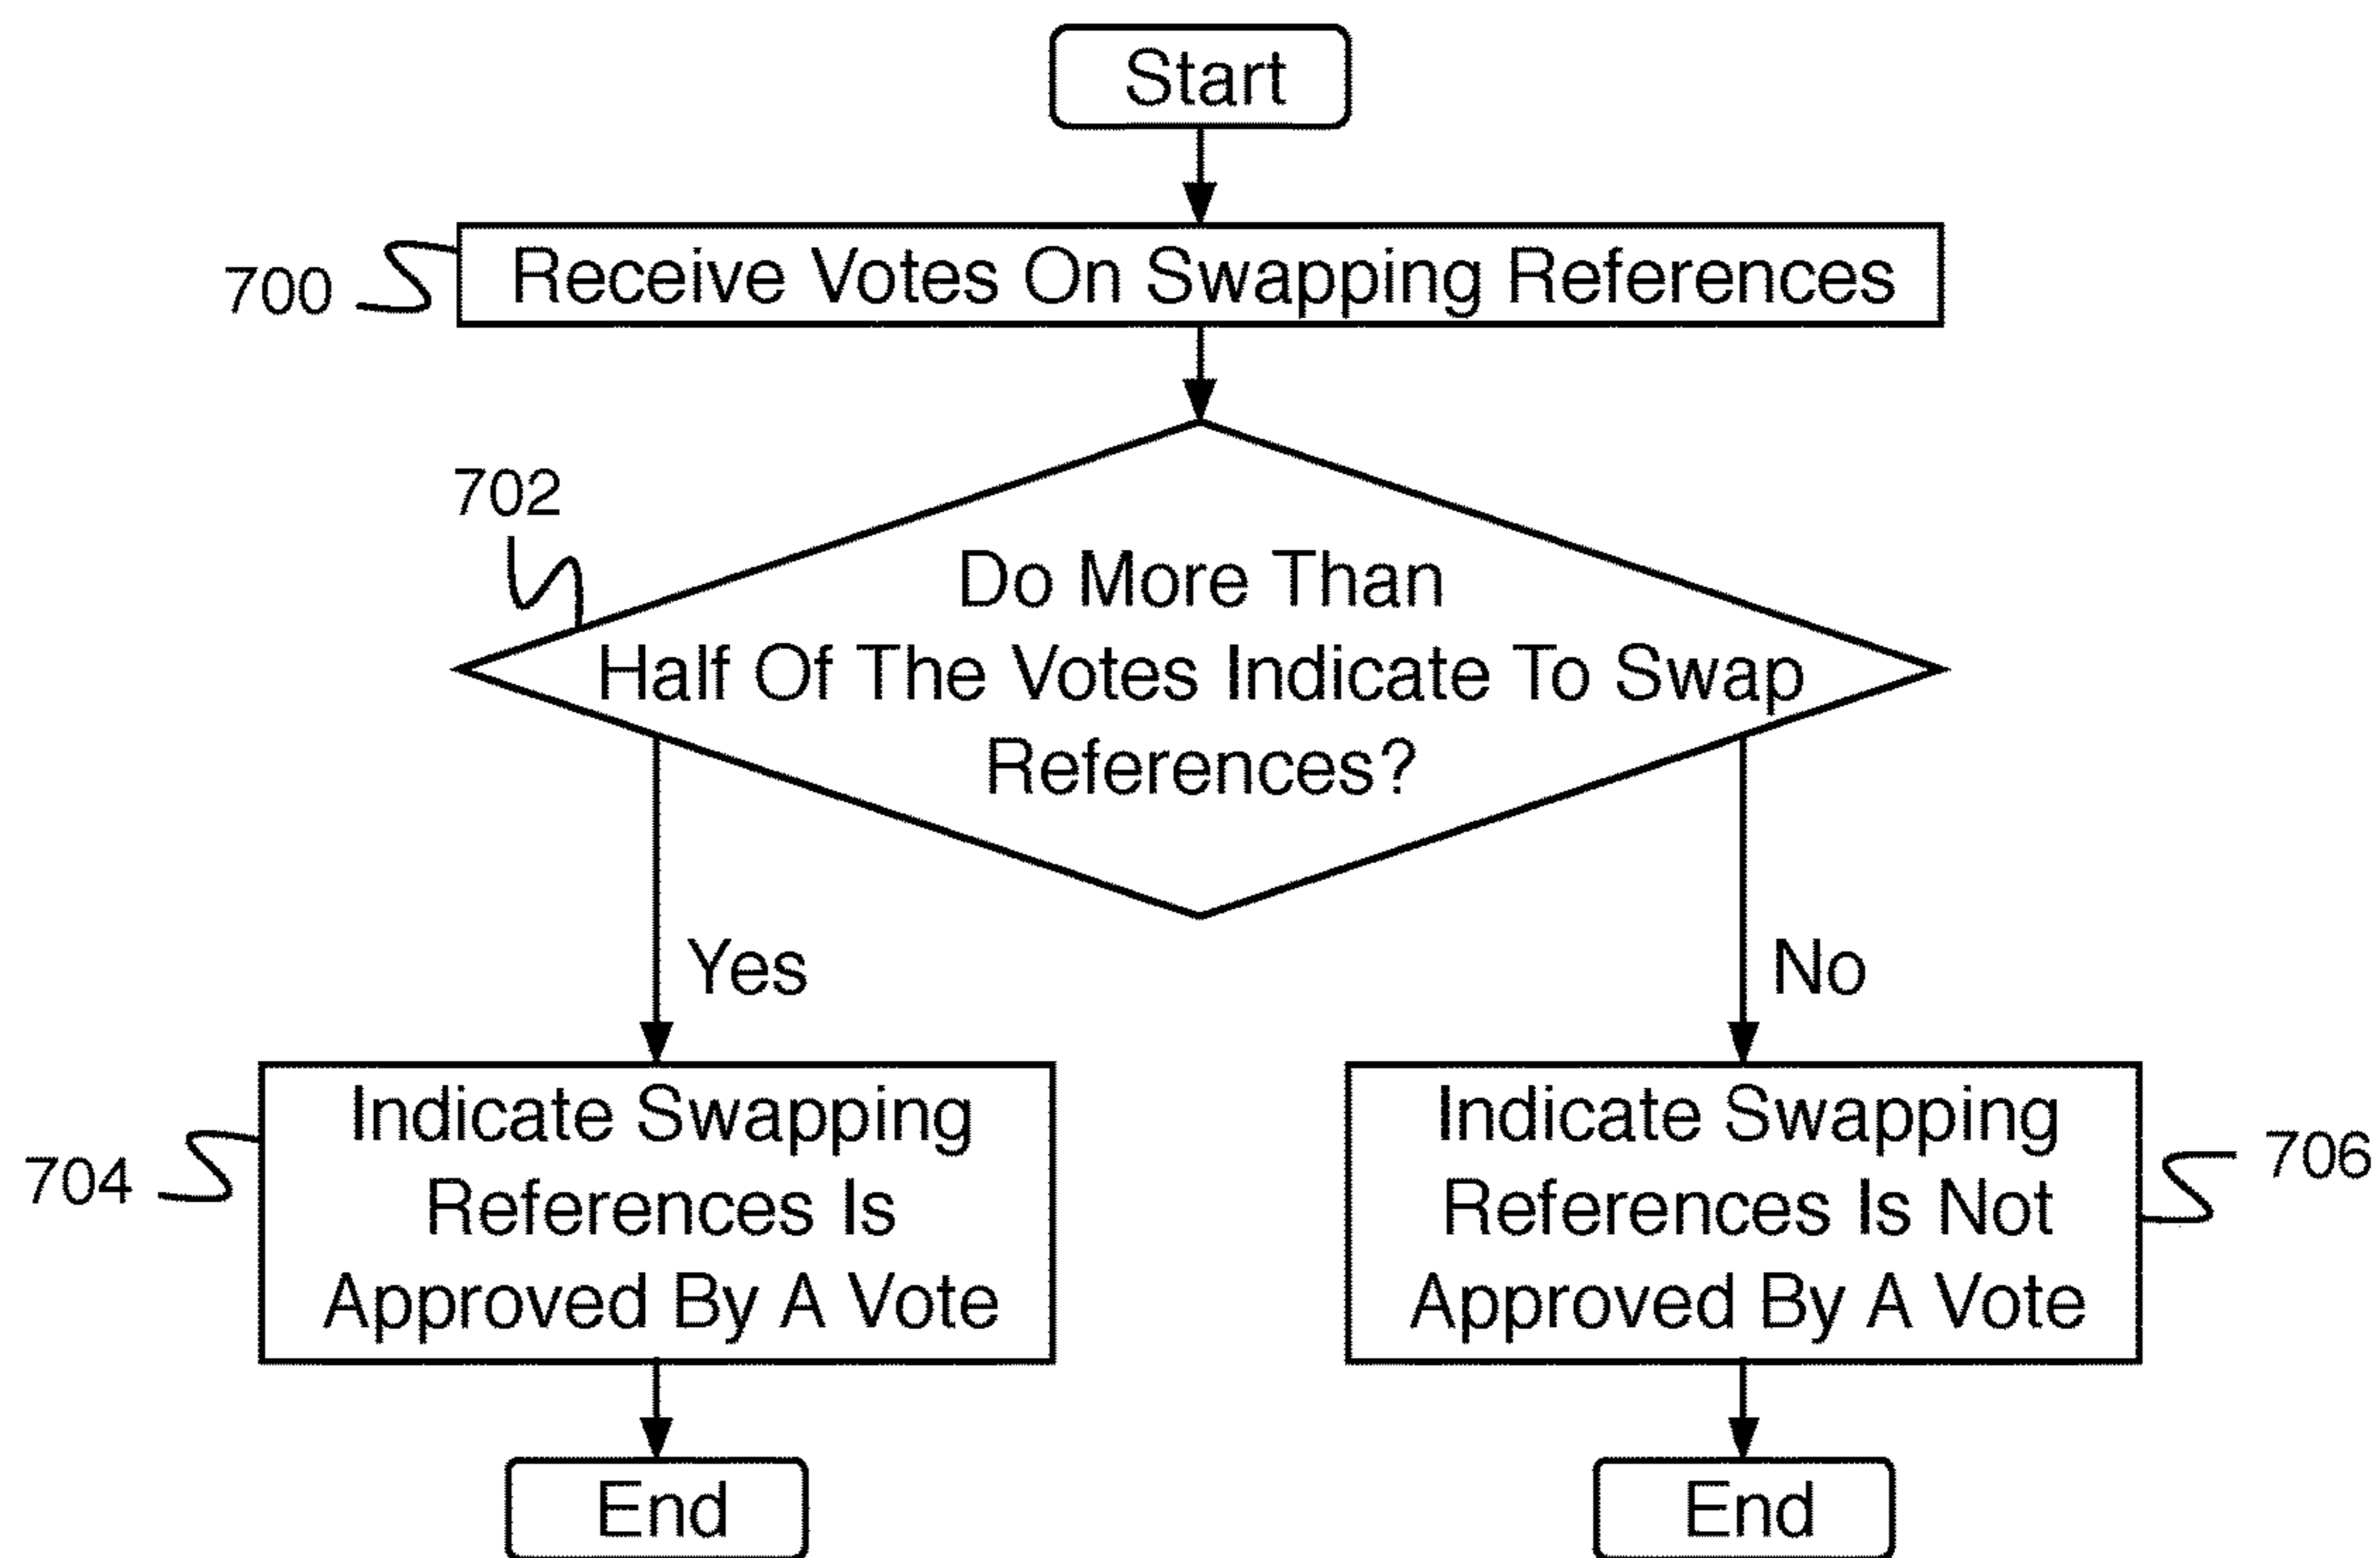 Start
700
Receive Votes On Swapping References
702
Do More Than
Half Of The Votes Indicate To Swap
References?
Yes
No
704
Indicate Swapping
References Is
Approved By A Vote
Indicate Swapping
References Is Not
Approved By A Vote
706
End
End